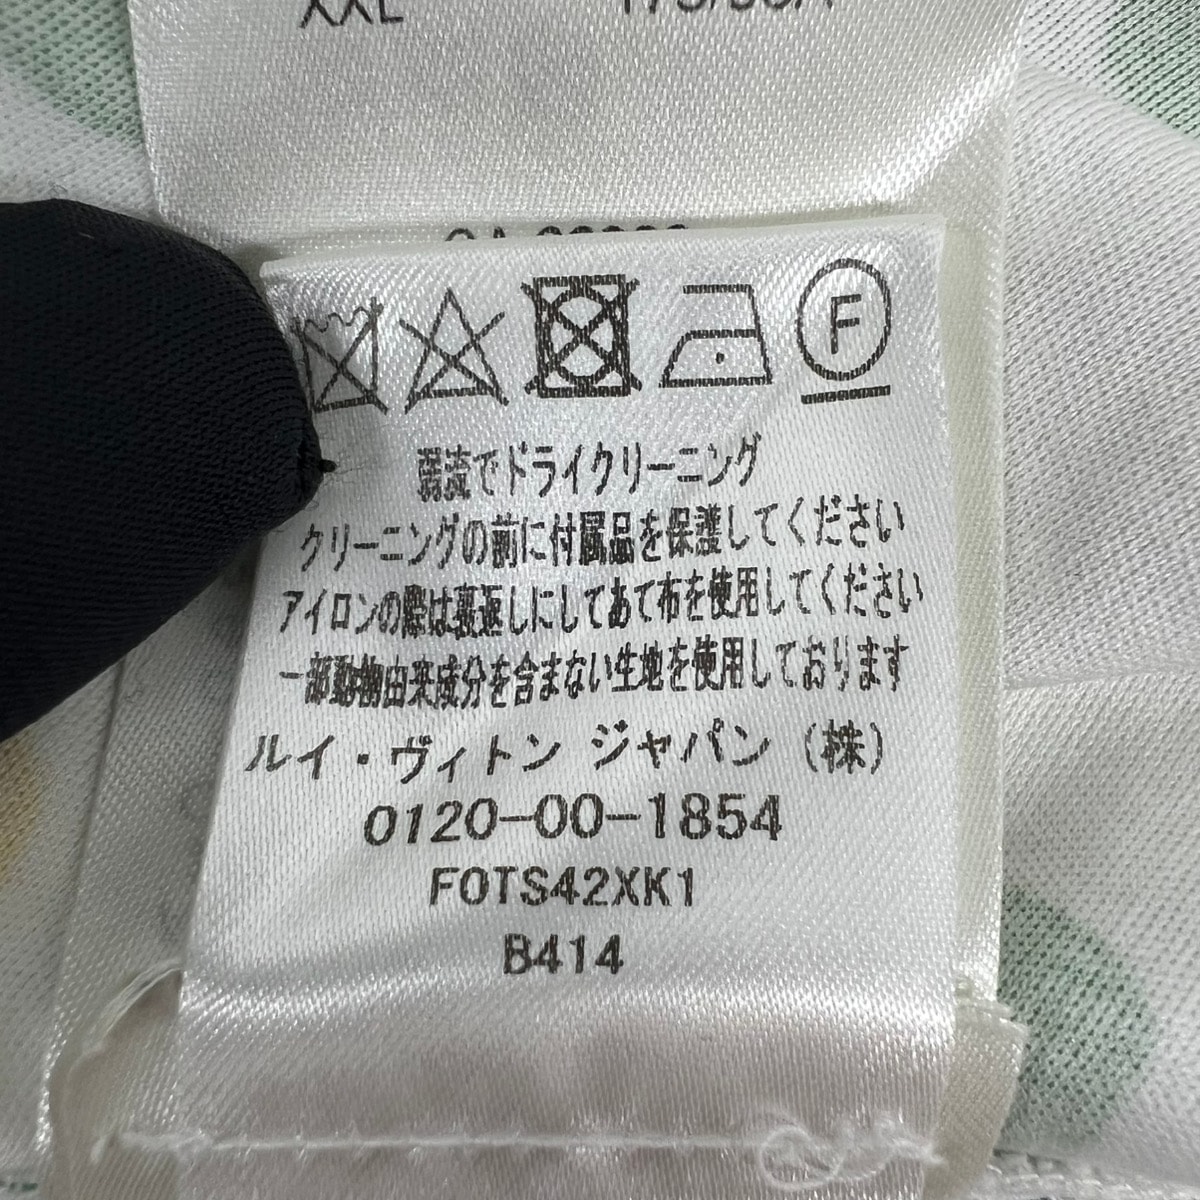 XXL
F
弱流でドライクリーニング
クリーニングの前に付属品を保護してください
アイロンの際は裏返しにしてあて布を使用してください
一部動物由来成分を含まない生地を使用しております
ルイ・ヴィトン ジャパン (株)
0120-00-1854
F0TS42XK1
B414